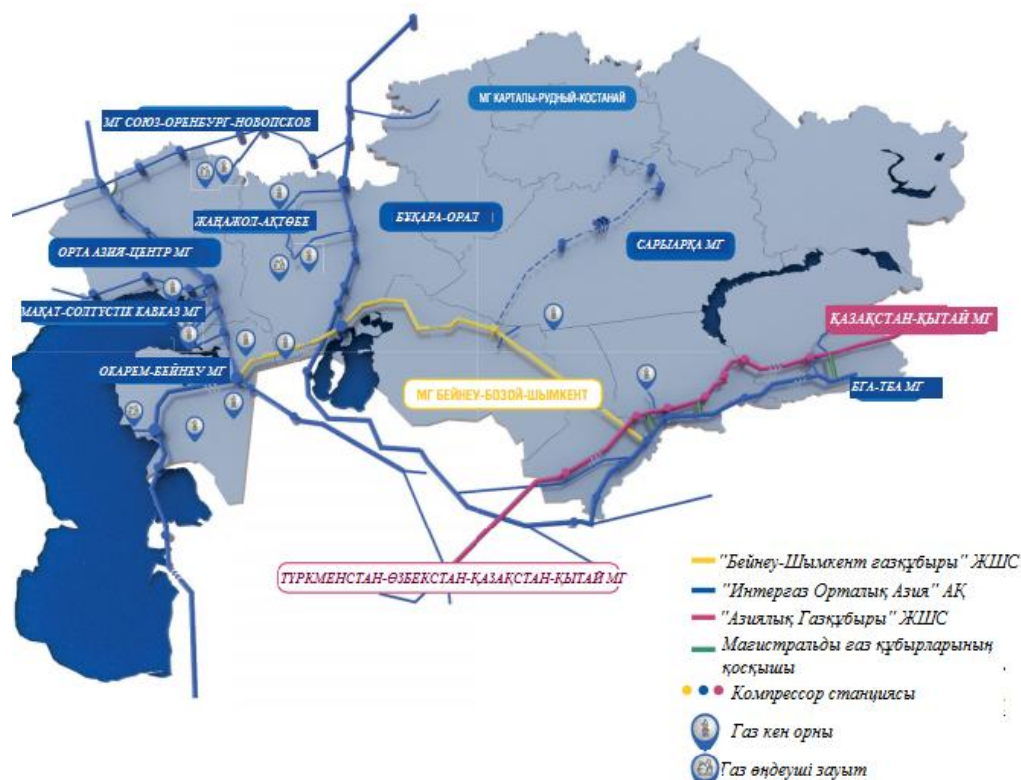 МГ КАРТАЛЫ-РУДНЫЙ-КОСТАНАЙ
МГ СОЮЗ-ОРЕНБУРГ-НОВОПСКОВ
ЖАҢАЖОЛ-АҚТӨБЕ
БҰҚАРА-ОРАЛ
САРЫАРҚА МГ
ОРТА АЗИЯ-ЦЕНТР МГ
МАҚАТ-СОЛТҮСТІК КАВКАЗ МГ
ҚАЗАҚСТАН-ҚЫТАЙ МГ
ОКАРЕМ-БЕЙНЕУ МГ
БГА-ТБА МГ
МГ БЕЙНЕУ-БОЗОЙ-ШЫМКЕНТ
ТҮРКМЕНСТАН-ӨЗБЕКСТАН-ҚАЗАҚСТАН-ҚЫТАЙ МГ
"Бейнеу-Шымкент газқұбыры" ЖШС
"Интергаз Орталық Азия" АҚ
"Азиялық Газқұбыры" ЖШС
Магистральды газ құбырларының
қосқышы
Компрессор станциясы
Газ кен орны
Газ өңдеуші зауыт